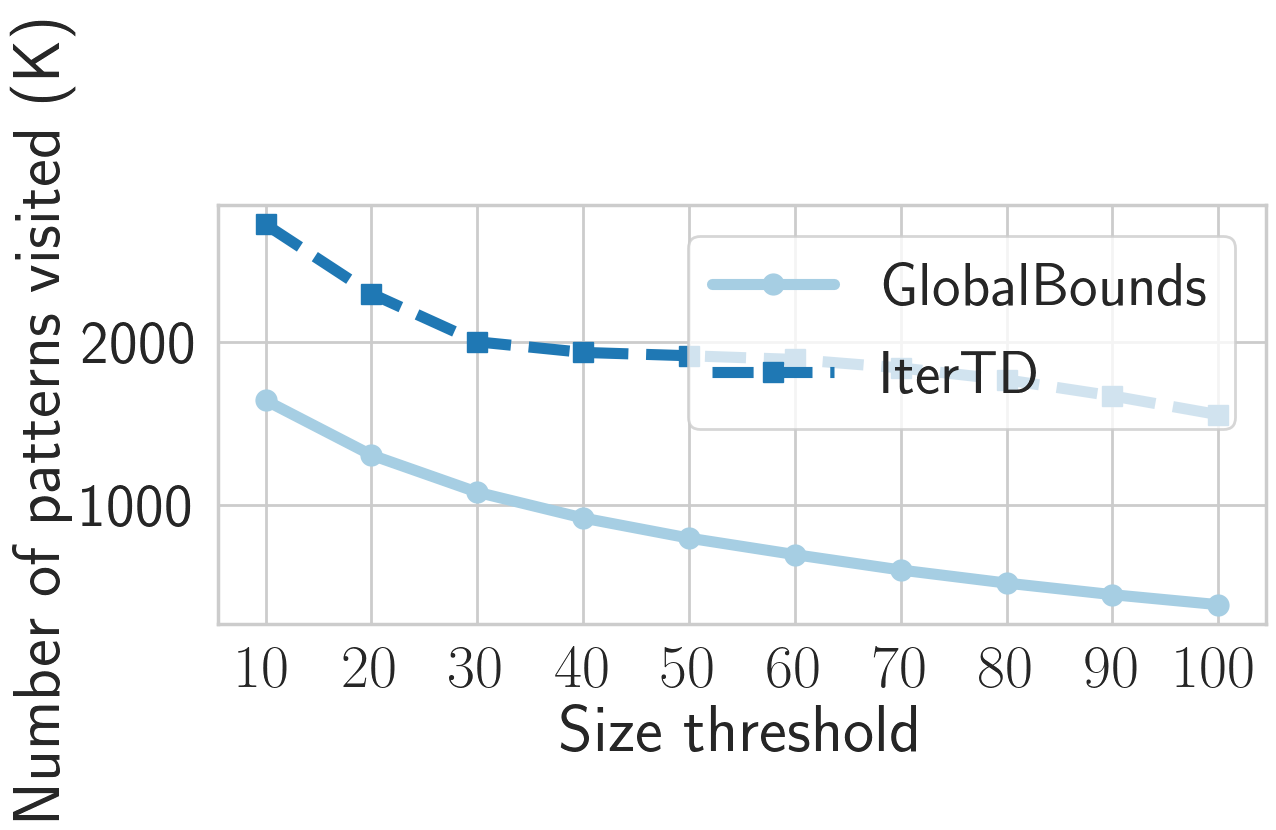 Number of patterns visited (K)
2000
1000
GlobalBounds
IterTD
10 20 30 40 50 60 70 80 90 100
Size threshold